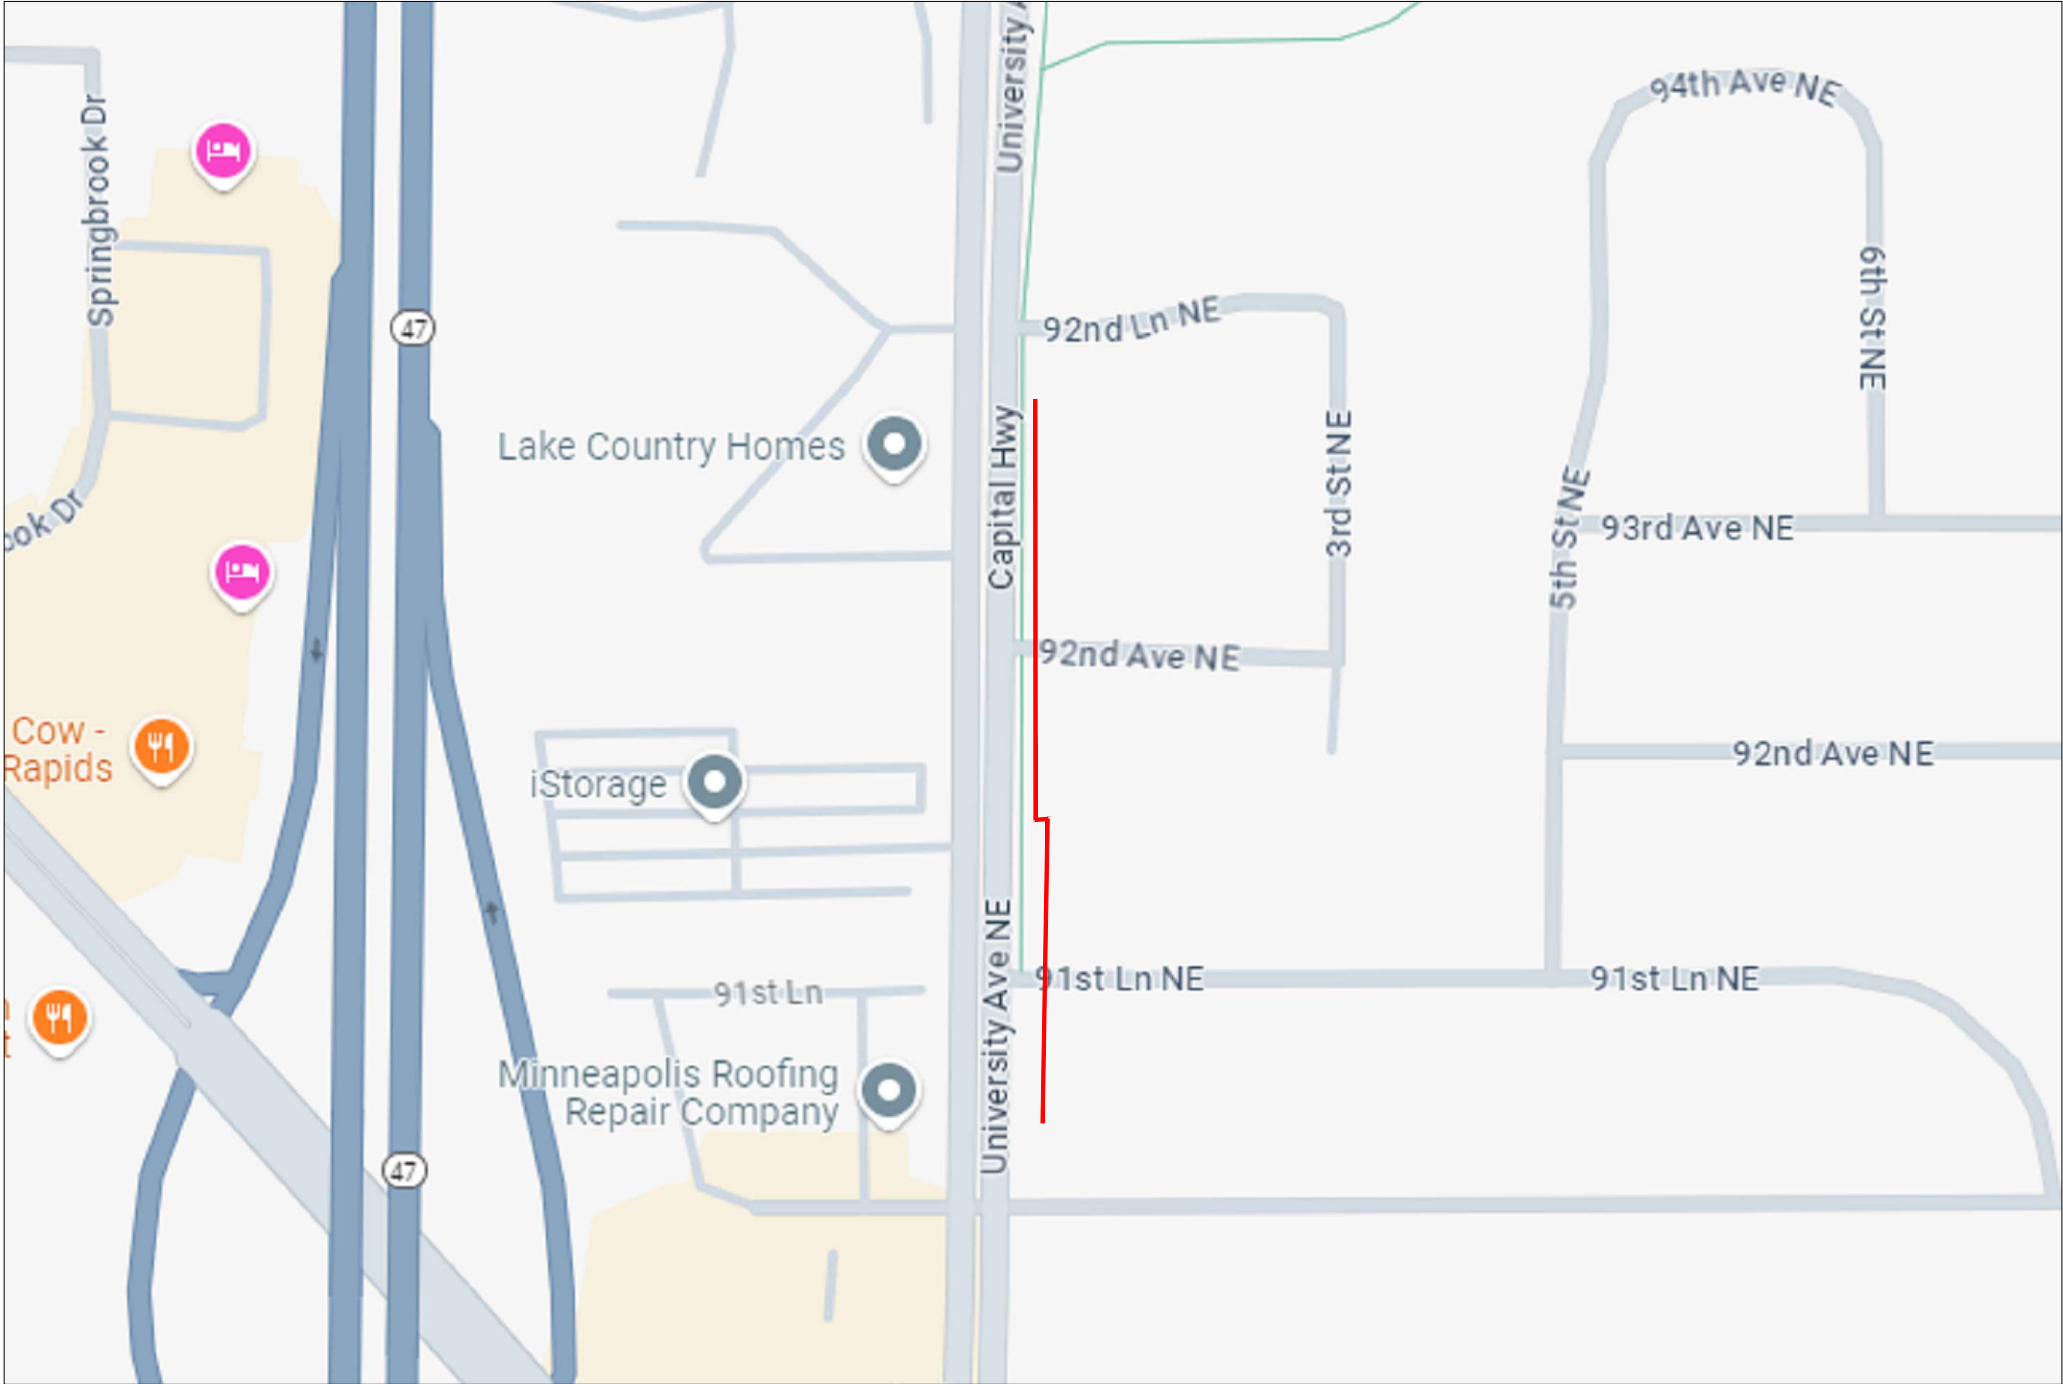 University A
94th Ave NE
Springbrook Dr
6th St NE
47
92nd Ln NE
Lake Country Homes
Capital Hwy
3rd St NE
5th St NE
93rd Ave NE
ook Dr
92nd Ave NE
Cow -
Rapids
iStorage
92nd Ave NE
University Ave NE
91st Ln NE
91st Ln NE
91st Ln
Minneapolis Roofing
Repair Company
47